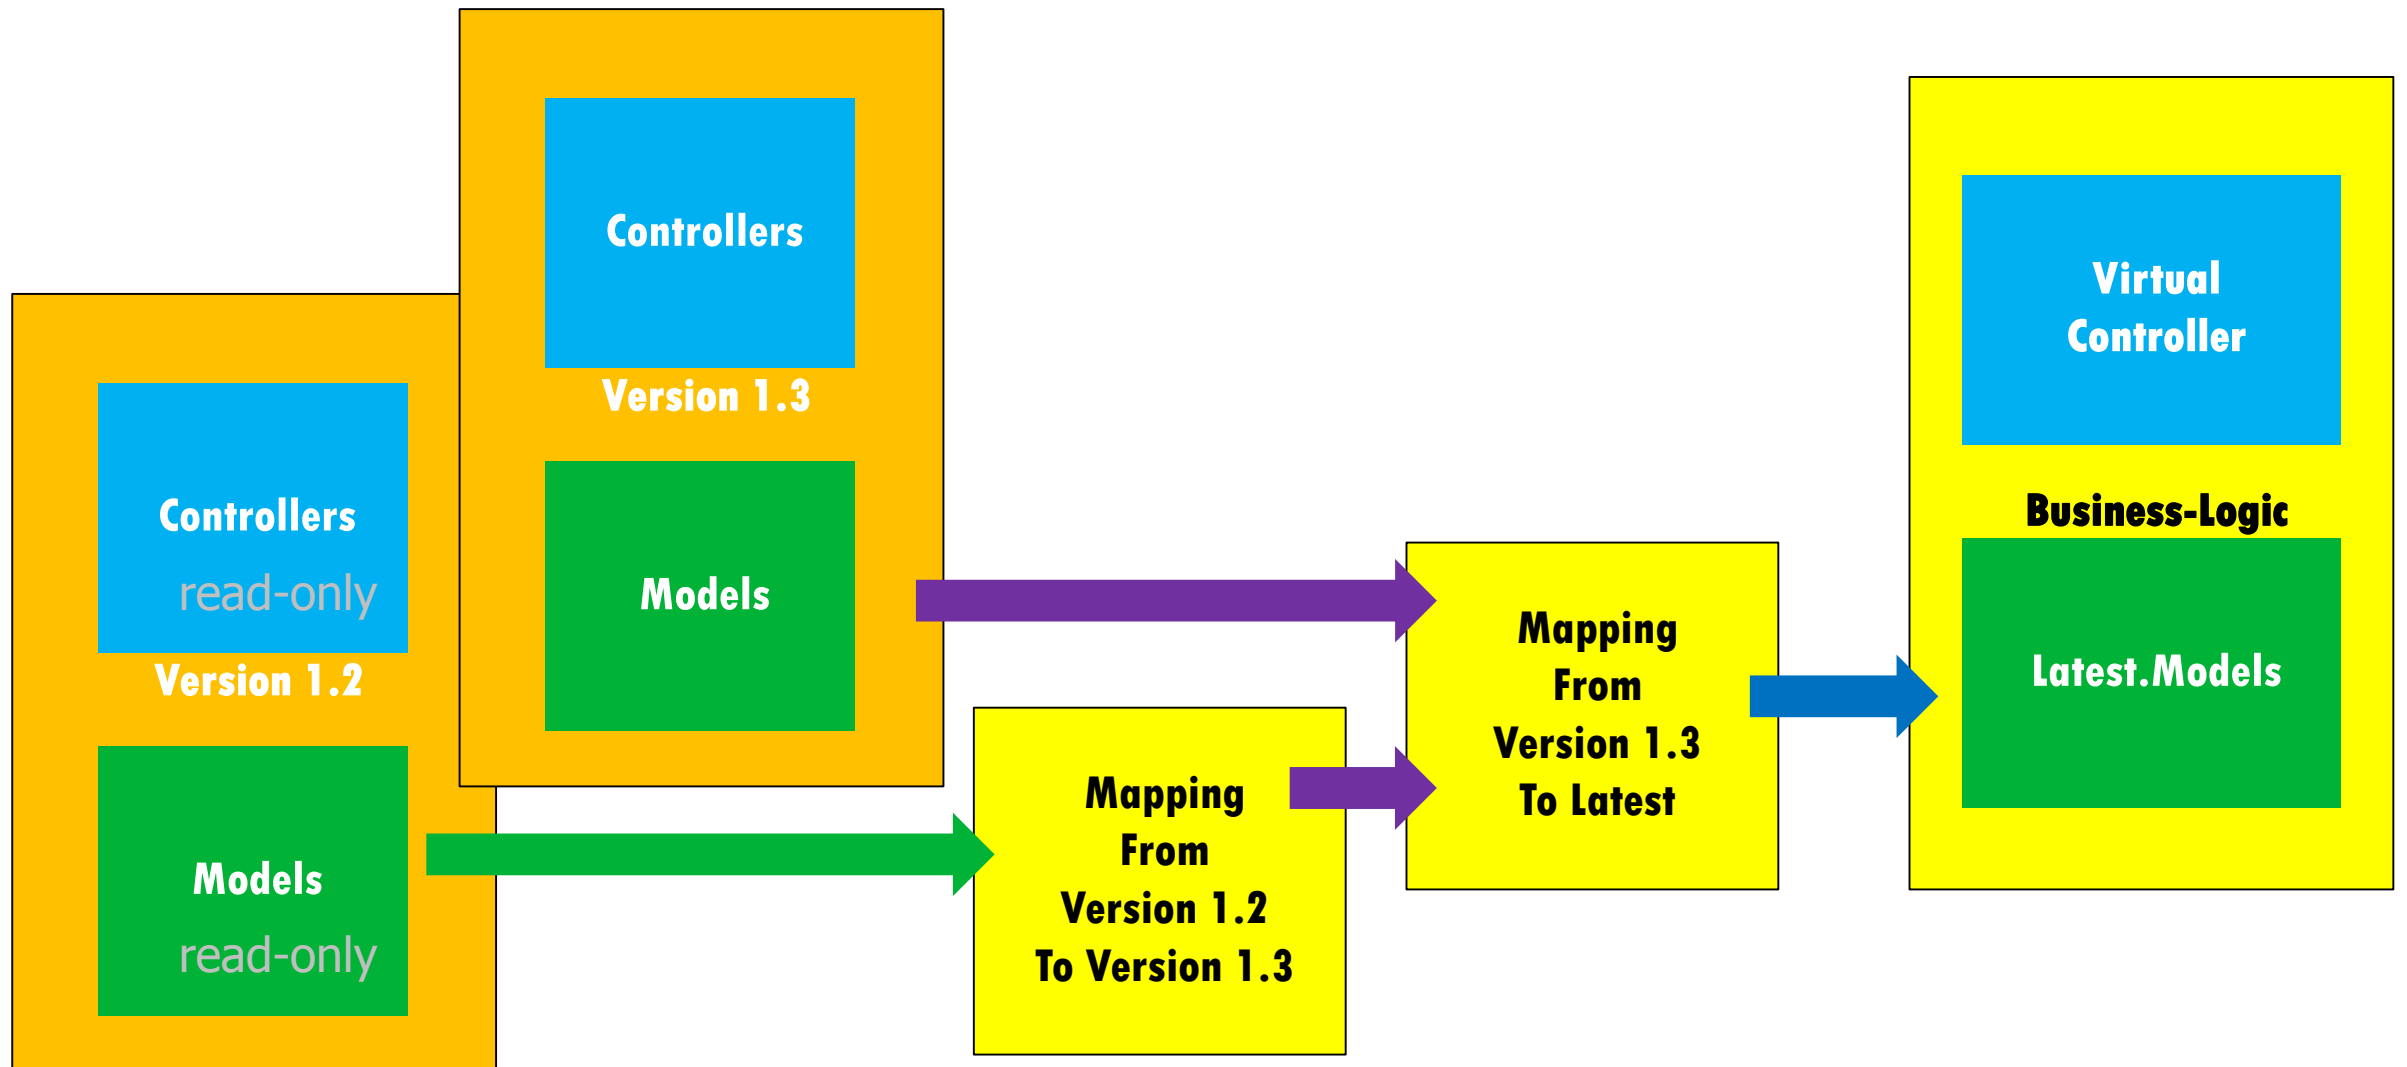 Controllers
Version 1.3
Models
Controllers
read-only
Version 1.2
Models
read-only
Mapping
From
Version 1.2
To Version 1.3
Mapping
From
Version 1.3
To Latest
Virtual
Controller
Business-Logic
Latest.Models